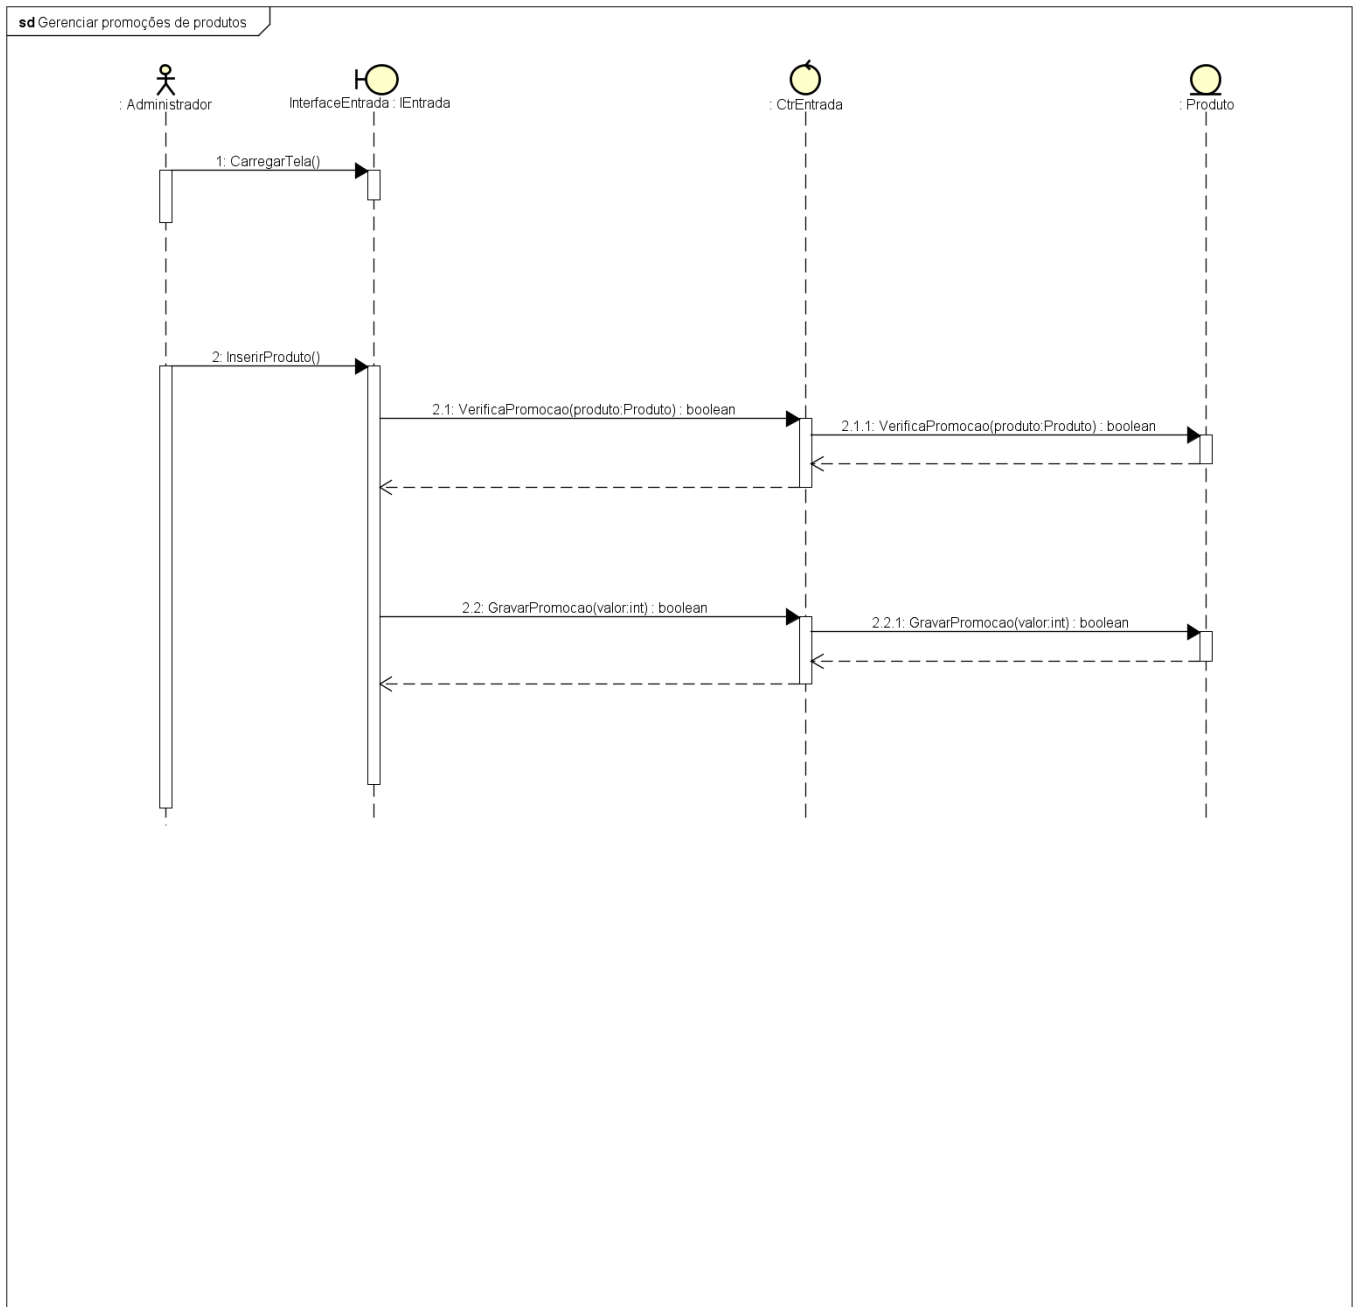 sd Gerenciar promoções de produtos
: Administrador
InterfaceEntrada : IEntrada
: CtrEntrada
: Produto
1: CarregarTela()
2: InserirProduto()
2.1: VerificaPromocao(produto:Produto) : boolean
2.1.1: VerificaPromocao(produto:Produto) : boolean
2.2: GravarPromocao(valor:int) : boolean
2.2.1: GravarPromocao(valor:int) : boolean